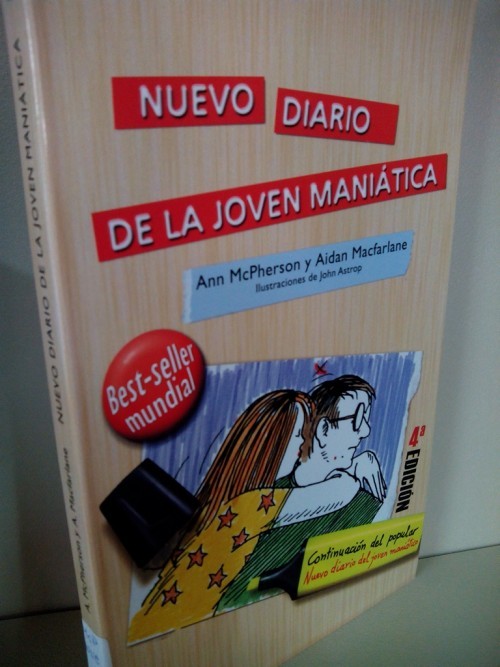 NUEVO DIARIO
DE LA JOVEN MANIÁTICA
Ann McPherson y Aidan Macfarlane
Ilustraciones de John Astrop
Best-seller
mundial
4ª EDICIÓN
Continuación del popular
Nuevo diario del joven maniático
A. McPherson y A. Macfarlane NUEVO DIARIO DE LA JOVEN MANIÁTICA